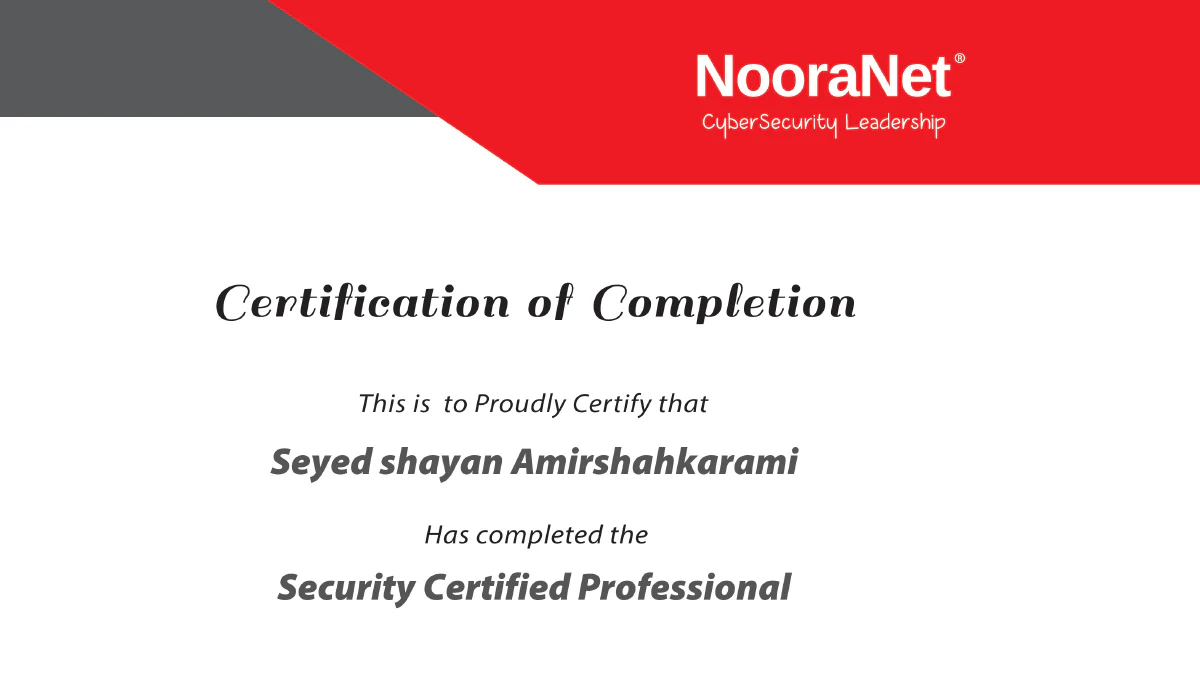 NooraNet®
CyberSecurity Leadership
Certification of Completion
This is to Proudly Certify that
Seyed shayan Amirshahkarami
Has completed the
Security Certified Professional